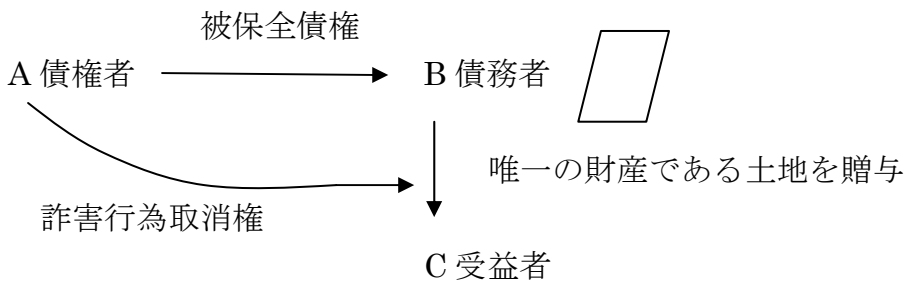 被保全債権
A 債権者
B 債務者
唯一の財産である土地を贈与
詐害行為取消権
C 受益者